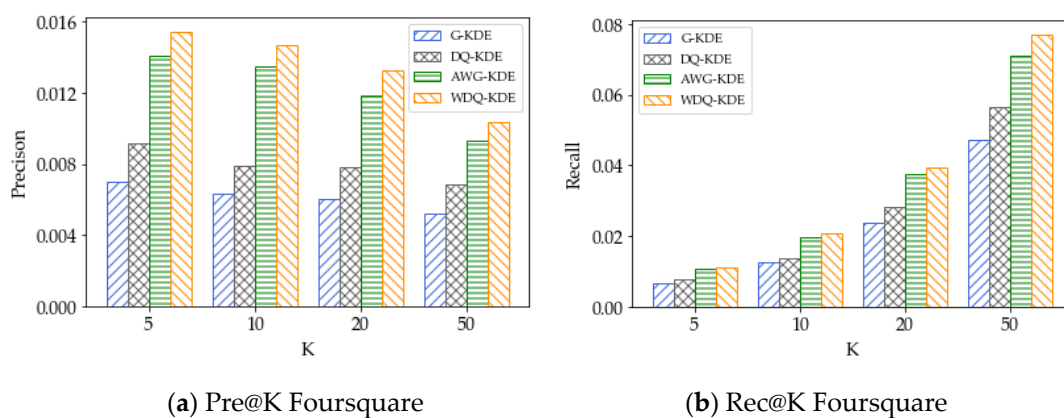 0.016
0.012
0.008
0.004
0.000
Precison
G-KDE
DQ-KDE
AWG-KDE
WDQ-KDE
5 10 20 50
K
(a) Pre@K Foursquare
0.08
0.06
0.04
0.02
0.00
Recall
G-KDE
DQ-KDE
AWG-KDE
WDQ-KDE
5 10 20 50
K
(b) Rec@K Foursquare